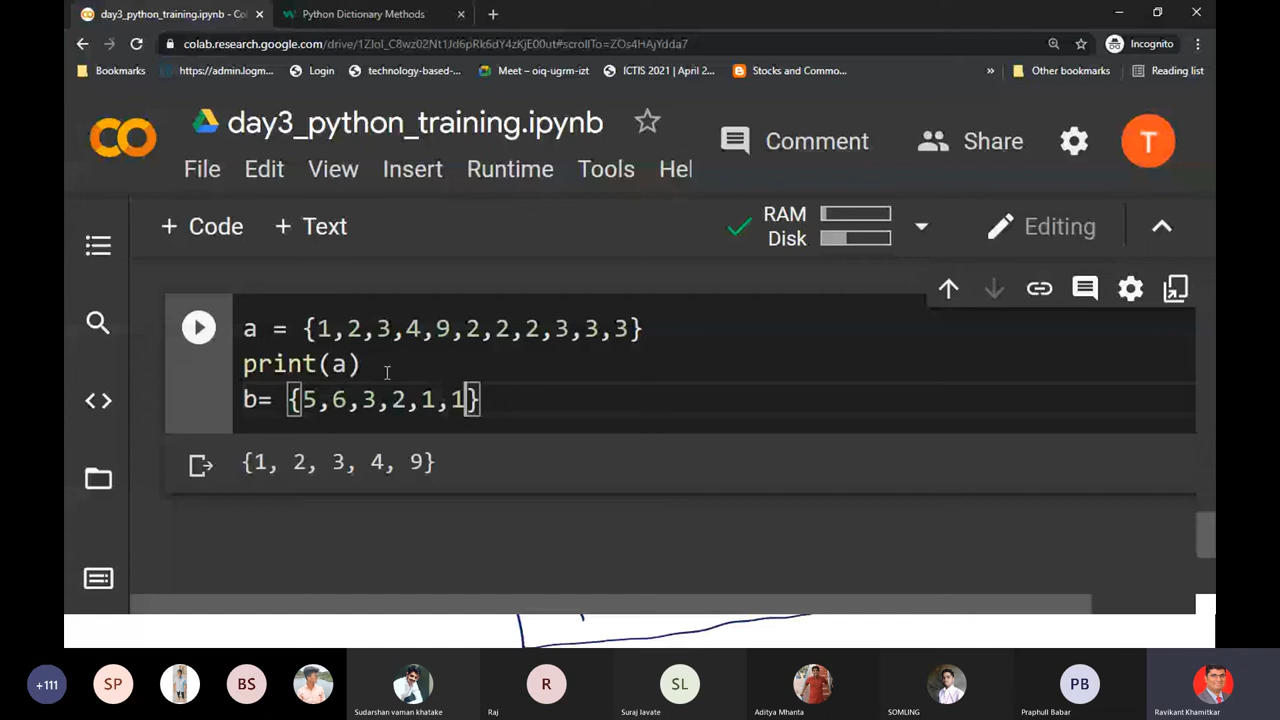 day3_python_training.ipynb - Co
Python Dictionary Methods
colab.research.google.com/drive/1ZIoI_C8wz02Nt1Jd6pRk6dY4zKjE00ut#scrollTo=ZOs4HAjYdda7
Incognito
Bookmarks https://admin.logm... Login technology-based-... Meet – oiq-ugrm-izt ICTIS 2021 | April 2... Stocks and Commo... » Other bookmarks Reading list
CO day3_python_training.ipynb
Comment Share T
File Edit View Insert Runtime Tools Hel
+ Code + Text
RAM
Disk
Editing
a = {1,2,3,4,9,2,2,2,3,3,3}
print(a)
b= {5,6,3,2,1,1}
{1, 2, 3, 4, 9}
+111 SP BS R SL PB
Sudarshan vaman khatake Raj Suraj Javate Aditya Mhanta SOMLING Praphull Babar Ravikant Khamitkar